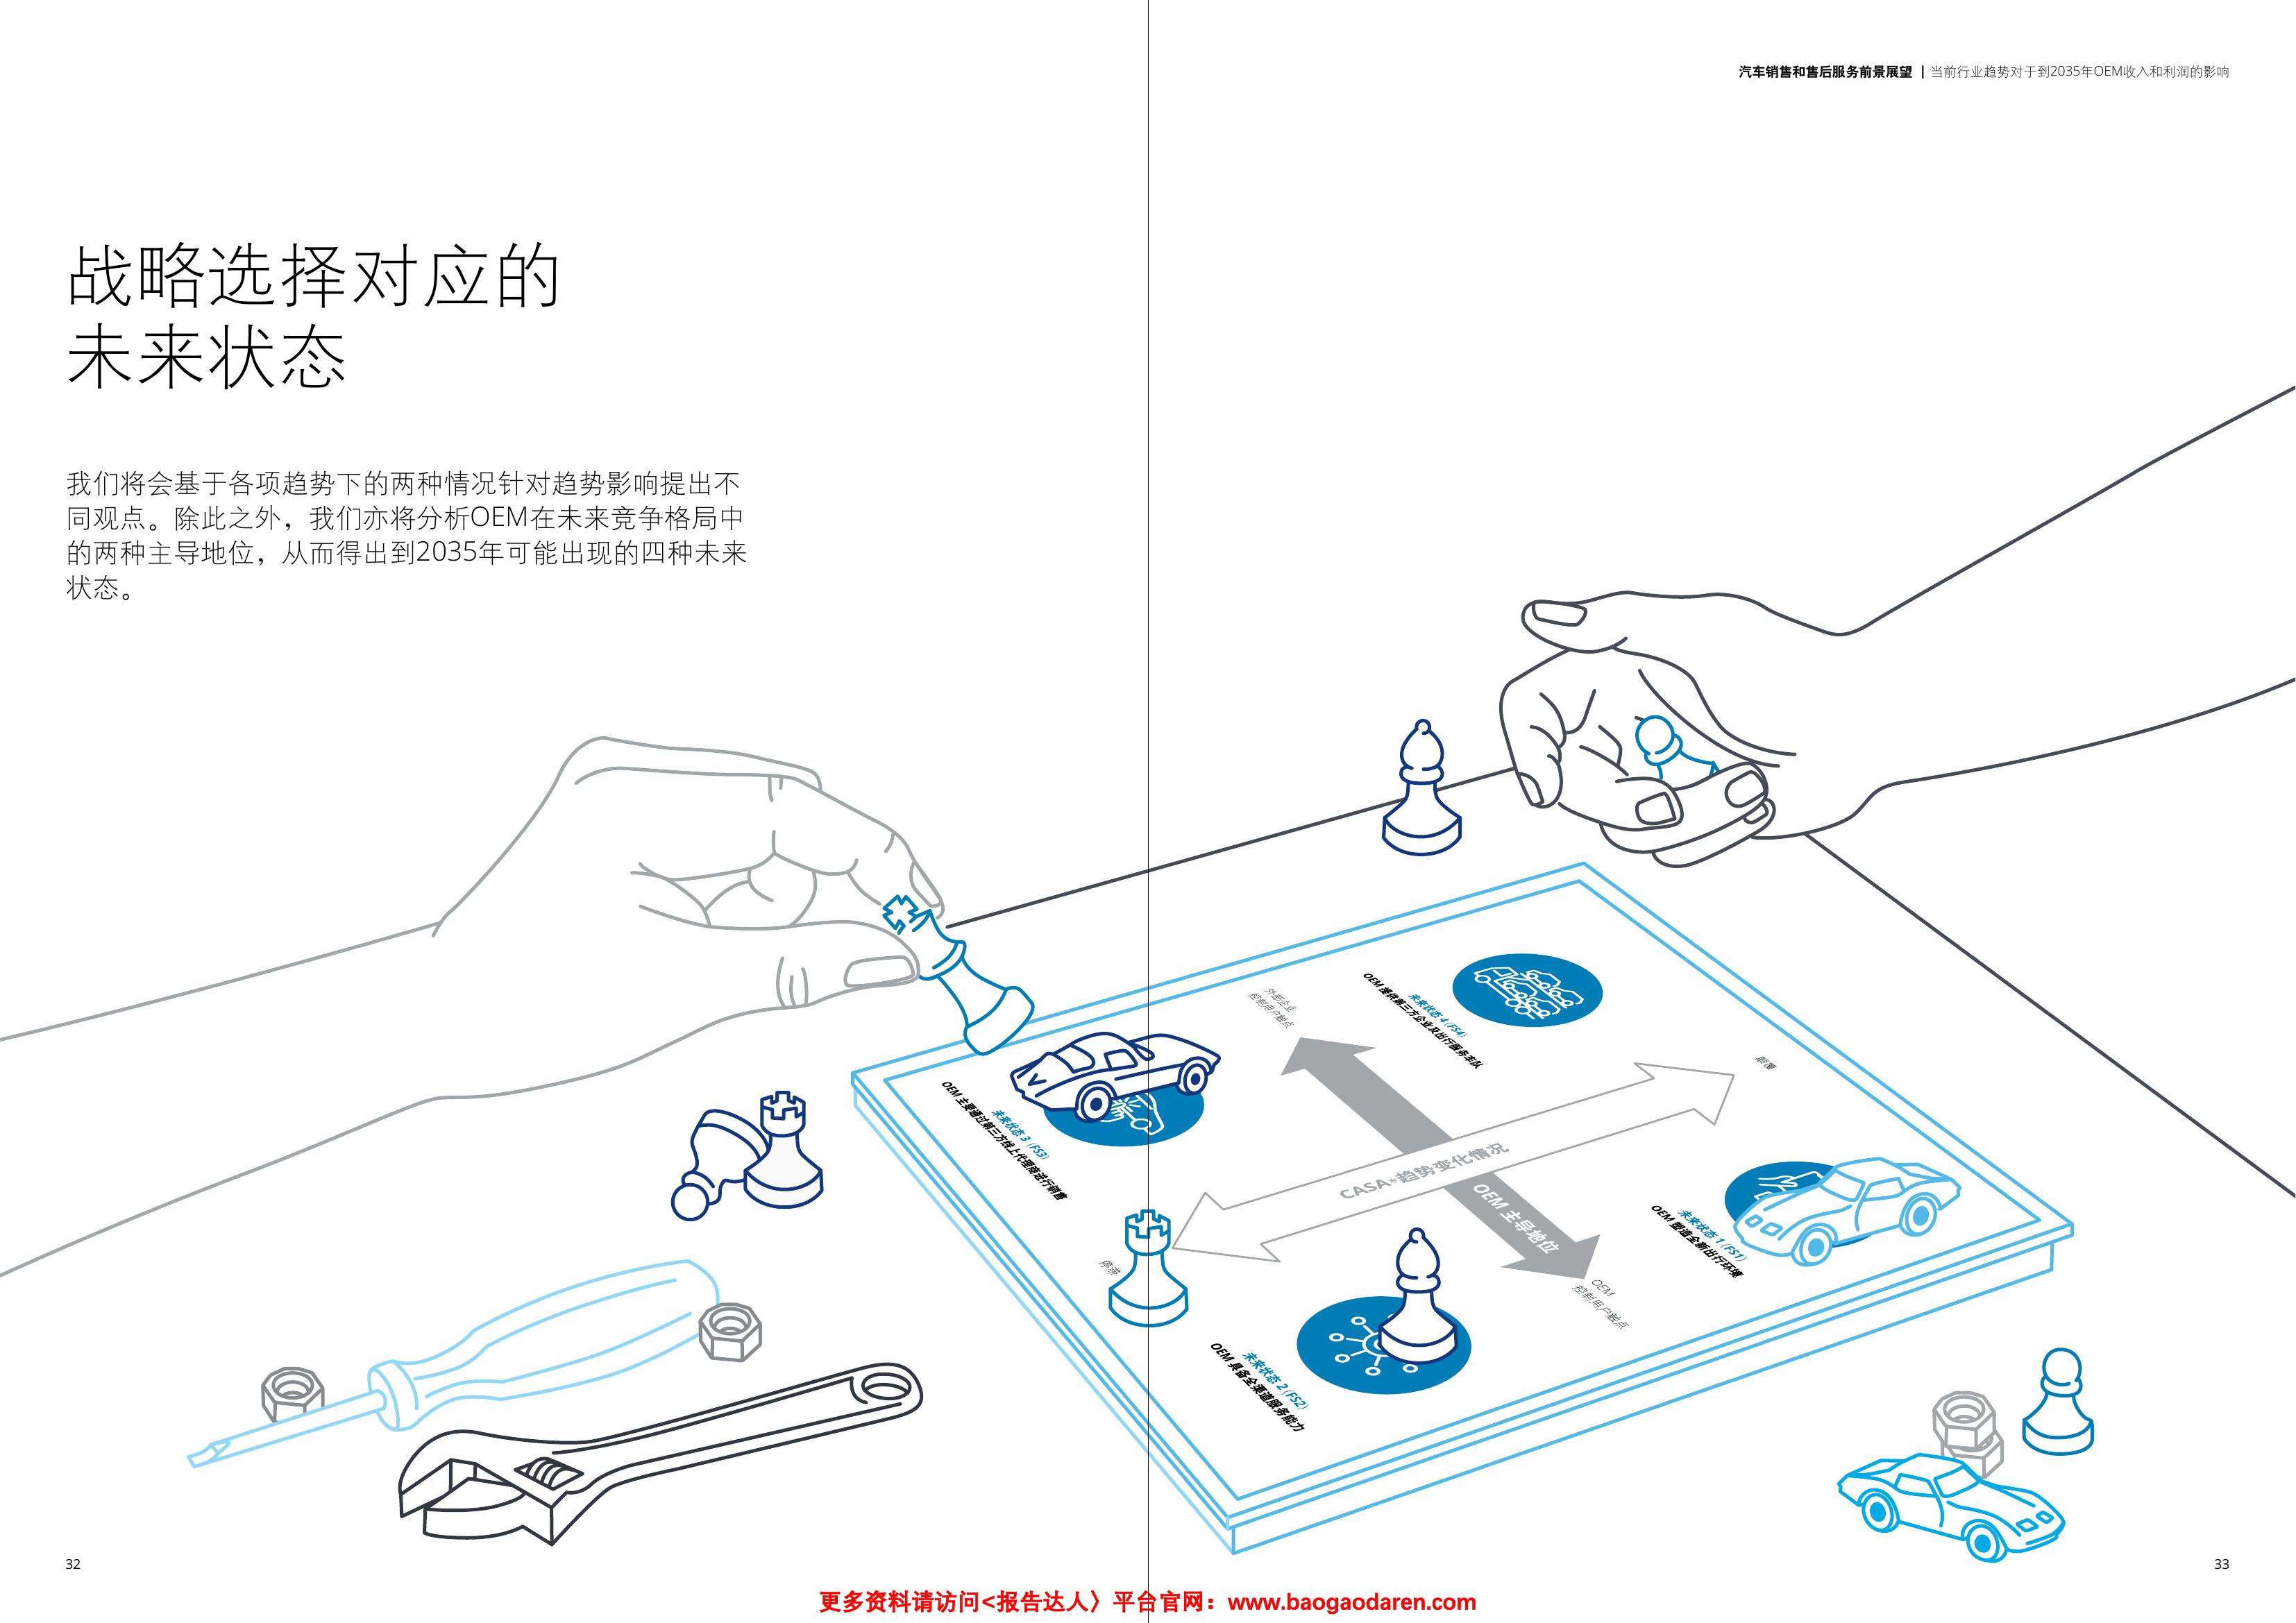 汽车销售和售后服务前景展望 | 当前行业趋势对于到2035年OEM收入和利润的影响
战略选择对应的
未来状态
我们将会基于各项趋势下的两种情况针对趋势影响提出不
同观点。除此之外，我们亦将分析OEM在未来竞争格局中
的两种主导地位，从而得出到2035年可能出现的四种未来
状态。
未来状态 4 (FS4)
OEM 提供第三方企业及出行服务车队
外部企业
控制用户触点
颠覆
未来状态 3 (FS3)
OEM 主要通过第三方线上代理商进行销售
CASA*趋势变化情况
OEM 主导地位
未来状态 1 (FS1)
OEM 塑造全新出行环境
停滞
OEM
控制用户触点
未来状态 2 (FS2)
OEM 具备全渠道服务能力
32
33
更多资料请访问<报告达人〉平台官网：www.baogaodaren.com